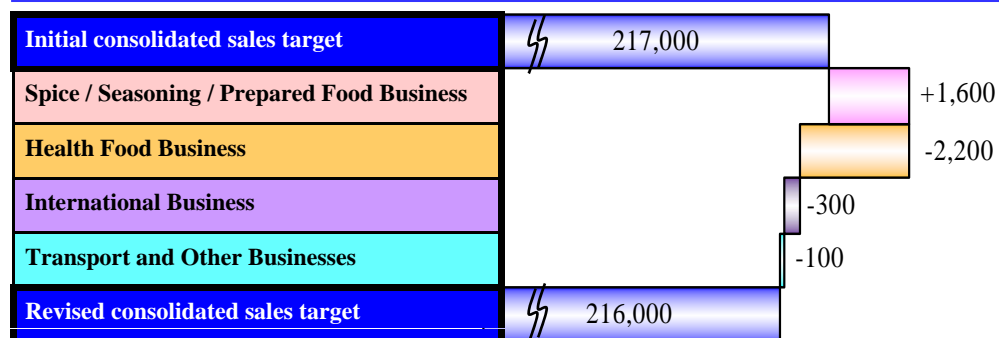 Initial consolidated sales target 217,000
Spice / Seasoning / Prepared Food Business +1,600
Health Food Business -2,200
International Business -300
Transport and Other Businesses -100
Revised consolidated sales target 216,000